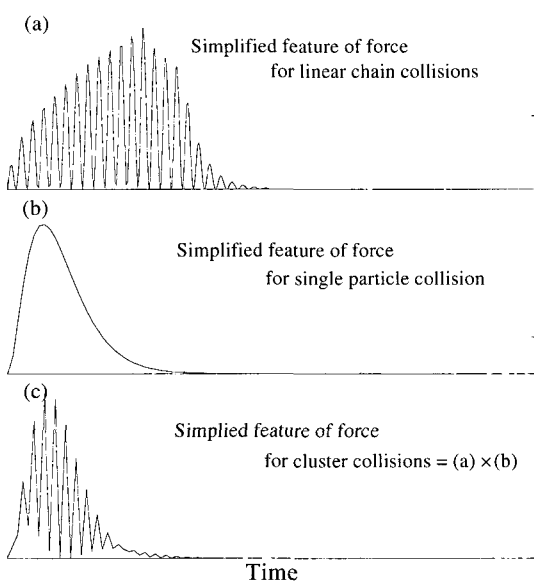 (a)
Simplified feature of force
for linear chain collisions
(b)
Simplified feature of force
for single particle collision
(c)
Simplied feature of force
for cluster collisions = (a) ×(b)
Time